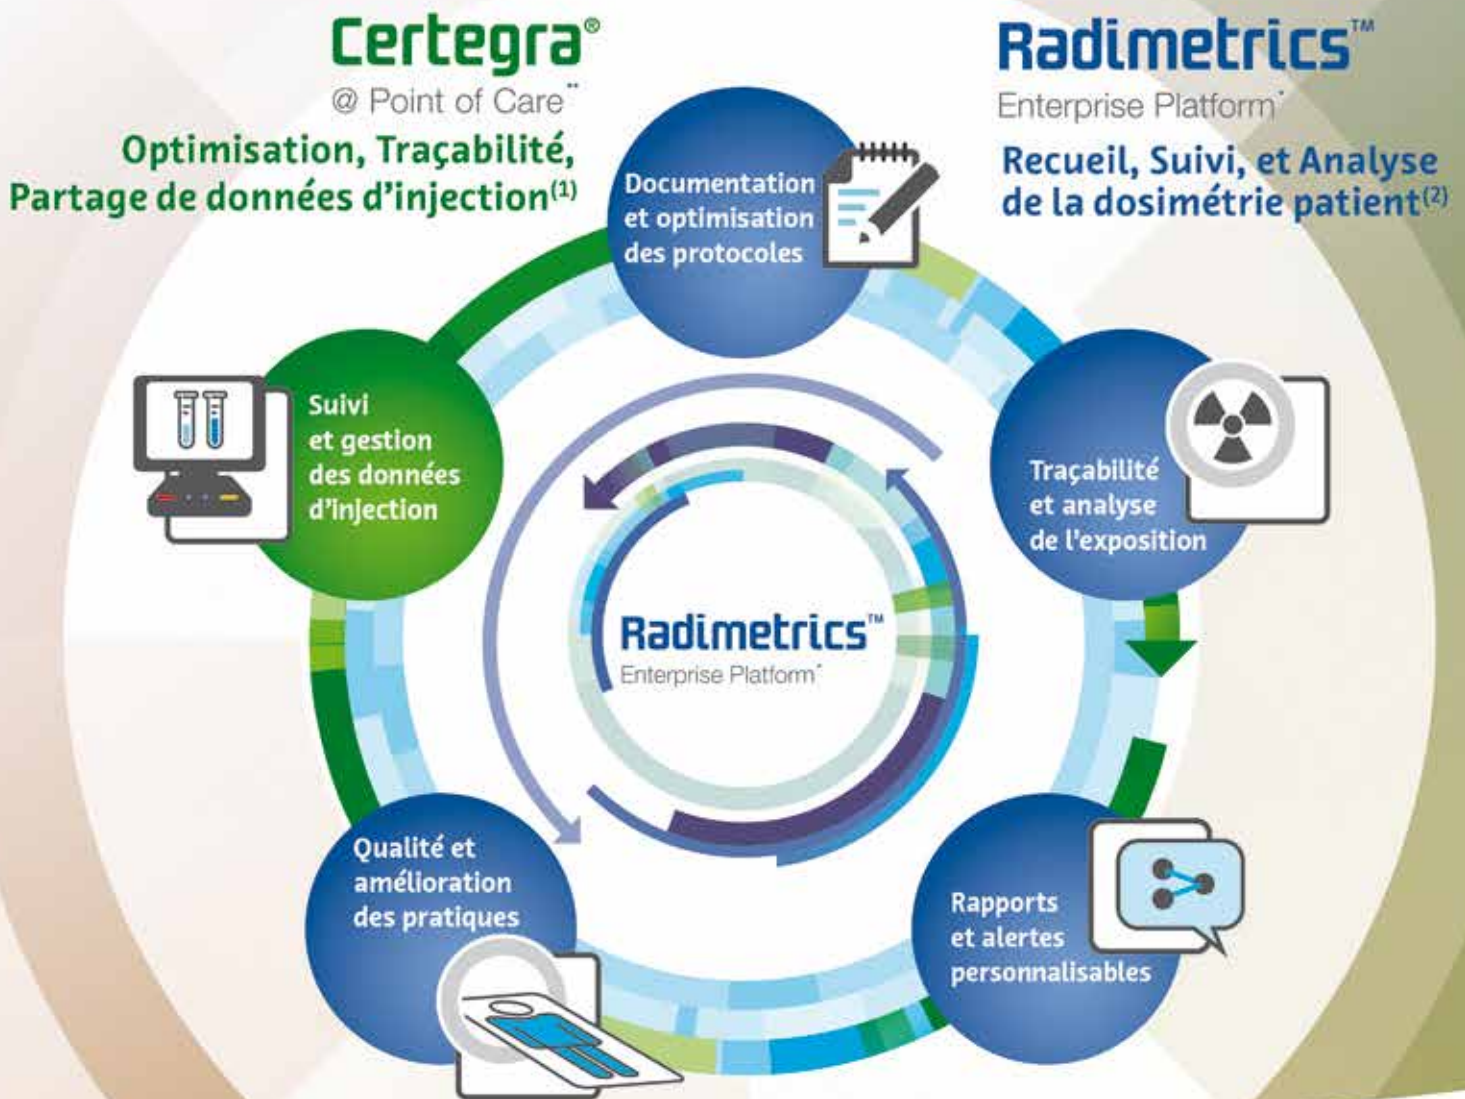 Certegra®
@ Point of Care**
Optimisation, Traçabilité,
Partage de données d’injection(1)
Radimetrics™
Enterprise Platform*
Recueil, Suivi, et Analyse
de la dosimétrie patient(2)
Documentation
et optimisation
des protocoles
Suivi
et gestion
des données
d’injection
Traçabilité
et analyse
de l’exposition
Radimetrics™
Enterprise Platform*
Qualité et
amélioration
des pratiques
Rapports
et alertes
personnalisables